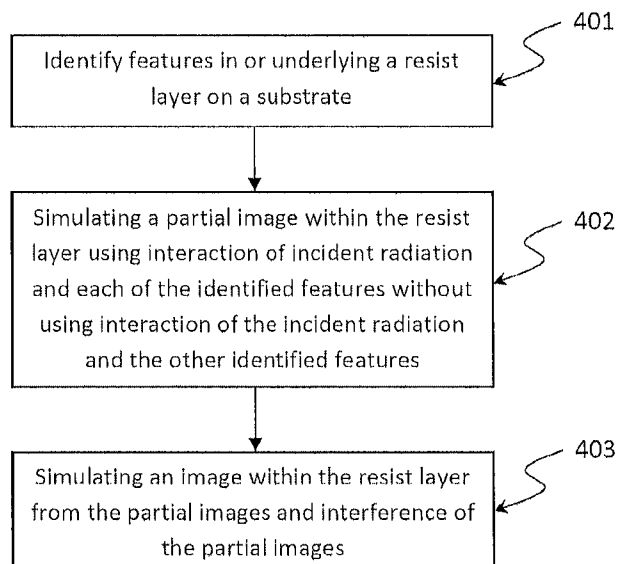 401
Identify features in or underlying a resist
layer on a substrate
402
Simulating a partial image within the resist
layer using interaction of incident radiation
and each of the identified features without
using interaction of the incident radiation
and the other identified features
403
Simulating an image within the resist layer
from the partial images and interference of
the partial images